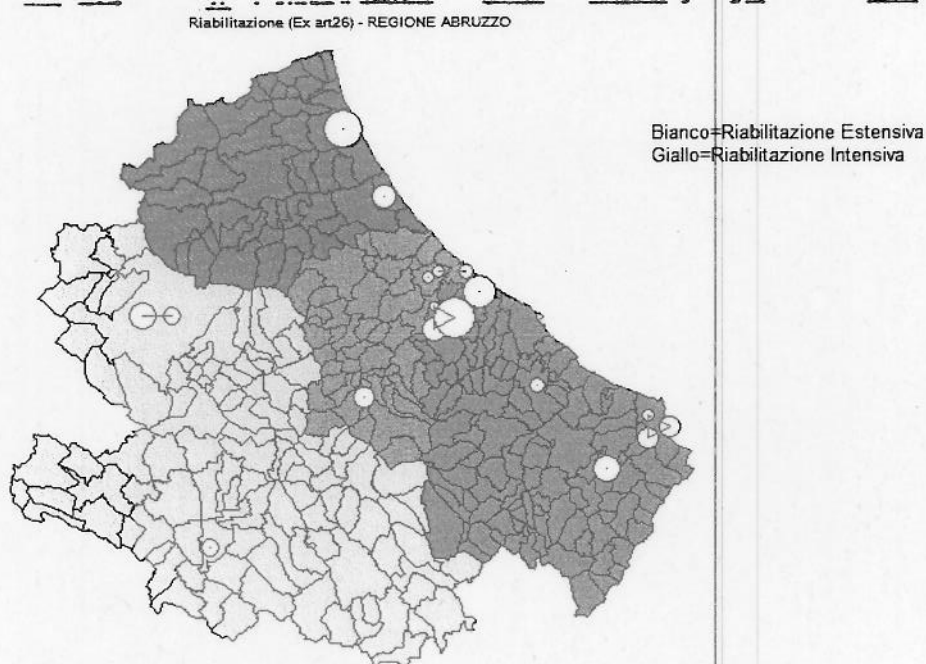 Riabilitazione (Ex art26) - REGIONE ABRUZZO
Bianco=Riabilitazione Estensiva
Giallo=Riabilitazione Intensiva